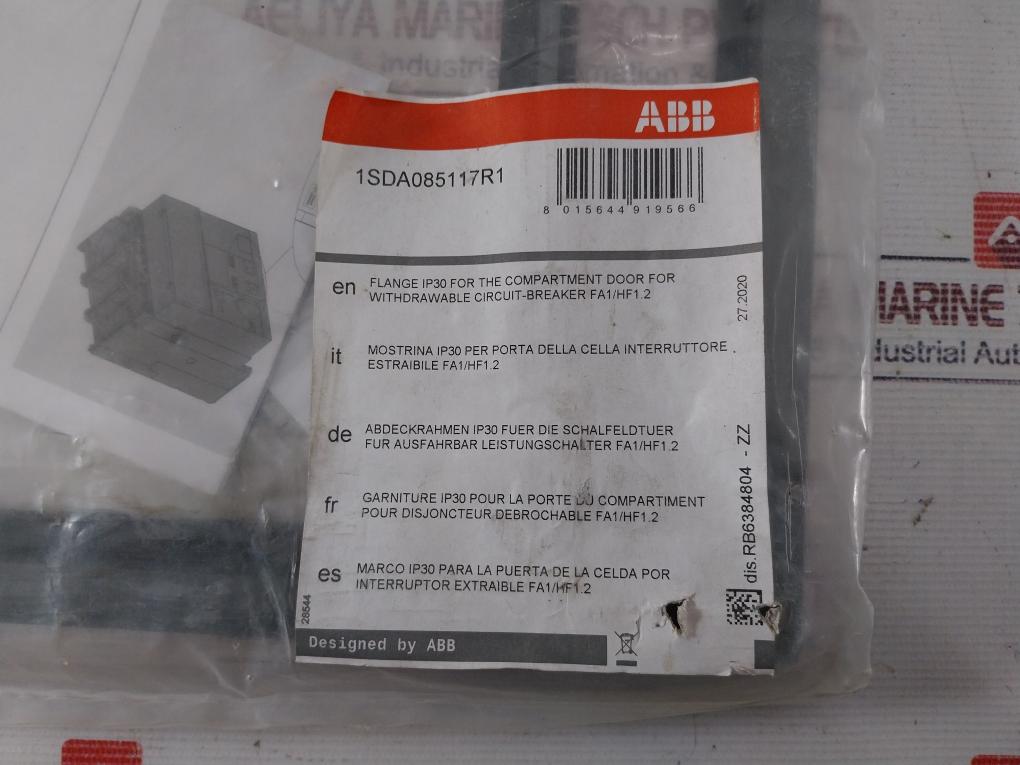 AELIYA MARI
ABB
1SDA085117R1
8 015644 919566
en FLANGE IP30 FOR THE COMPARTMENT DOOR FOR
WITHDRAWABLE CIRCUIT-BREAKER FA1/HF1.2
27.2020
it MOSTRINA IP30 PER PORTA DELLA CELLA INTERRUTTORE
ESTRAIBILE FA1/HF1.2
de ABDECKRAHMEN IP30 FUER DIE SCHALFELDTUER
FUR AUSFAHRBAR LEISTUNGSCHALTER FA1/HF1.2
fr GARNITURE IP30 POUR LA PORTE DU COMPARTIMENT
POUR DISJONCTEUR DEBROCHABLE FA1/HF1.2
es MARCO IP30 PARA LA PUERTA DE LA CELDA POR
INTERRUPTOR EXTRAIBLE FA1/HF1.2
dis.RB6384804 - ZZ
28544
Designed by ABB
MARINE
dustrial Aut